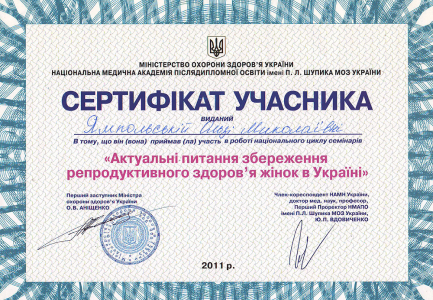 МІНІСТЕРСТВО ОХОРОНИ ЗДОРОВ'Я УКРАЇНИ
НАЦІОНАЛЬНА МЕДИЧНА АКАДЕМІЯ ПІСЛЯДИПЛОМНОЇ ОСВІТИ імені П. Л. ШУПИКА МОЗ УКРАЇНИ
СЕРТИФІКАТ УЧАСНИКА
ВИДАНИЙ
Ямпольській Миколаївні
В тому, що він (вона) приймав (ла) участь в роботі національного циклу семінарів
«Актуальні питання збереження
репродуктивного здоров'я жінок в Україні»
Перший заступник Міністра
охорони здоров'я України
О.В. АНІЩЕНКО
Член-кореспондент НАМН України,
доктор мед. наук, професор,
Перший Проректор НМАПО
імені П.Л. Шупика МОЗ України,
Ю.П. ВДОВИЧЕНКО
2011 р.